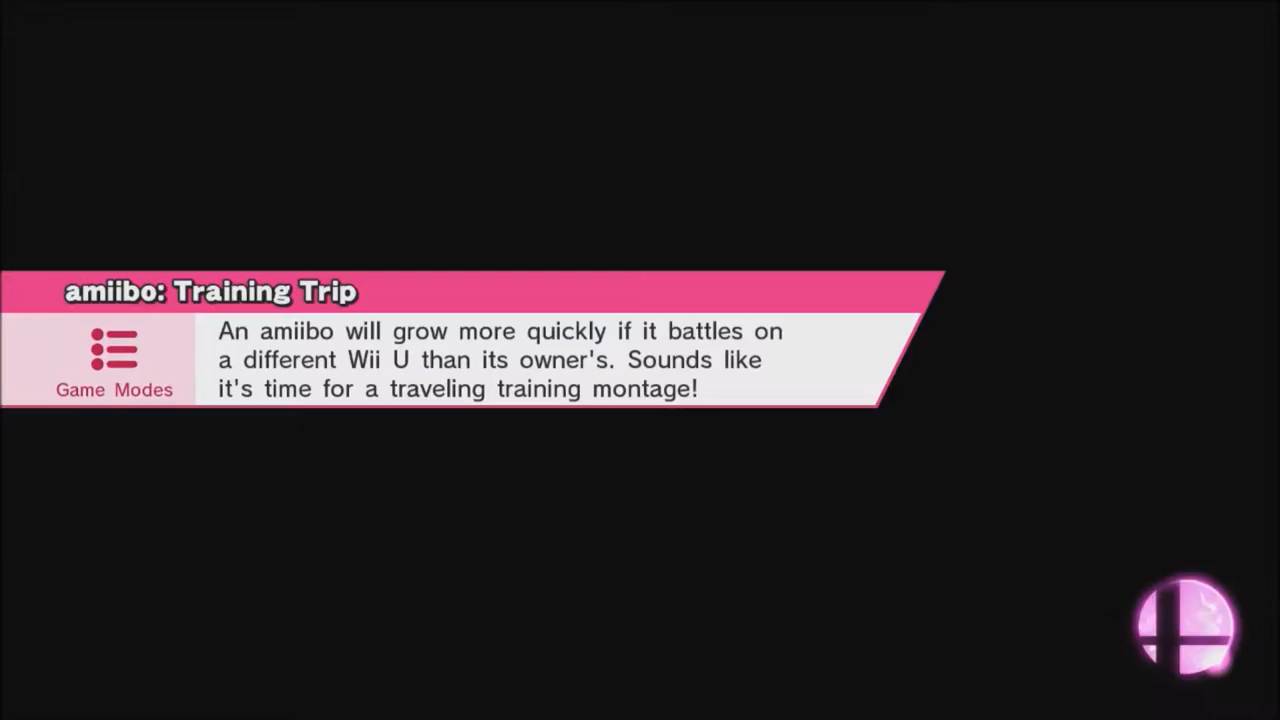 amiibo: Training Trip
An amiibo will grow more quickly if it battles on
a different Wii U than its owner's. Sounds like
it's time for a traveling training montage!
Game Modes